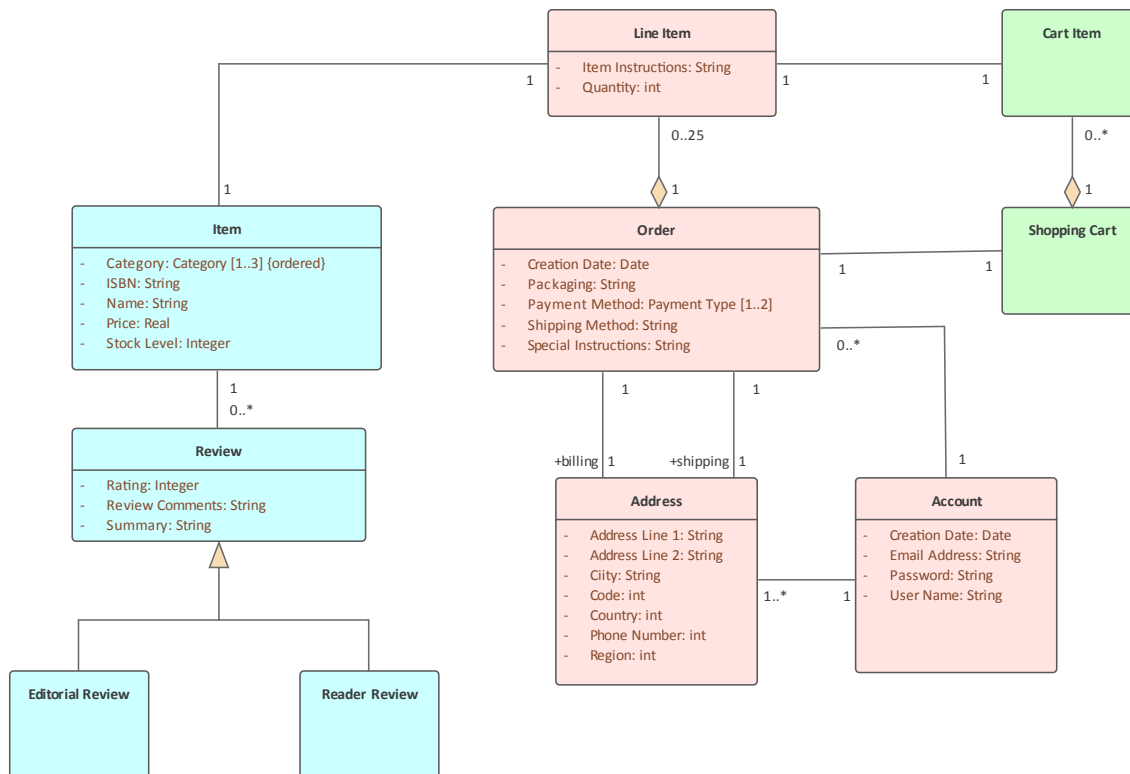 Line Item
- Item Instructions: String
- Quantity: int
Cart Item
1
1
1
1
0..25
0..*
1
1
1
Item
- Category: Category [1..3] {ordered}
- ISBN: String
- Name: String
- Price: Real
- Stock Level: Integer
Order
- Creation Date: Date
- Packaging: String
- Payment Method: Payment Type [1..2]
- Shipping Method: String
- Special Instructions: String
Shopping Cart
1
1
0..*
1
0..*
1
1
Review
- Rating: Integer
- Review Comments: String
- Summary: String
+billing 1
+shipping 1
1
Address
- Address Line 1: String
- Address Line 2: String
- Ciity: String
- Code: int
- Country: int
- Phone Number: int
- Region: int
Account
- Creation Date: Date
- Email Address: String
- Password: String
- User Name: String
1..*
1
Editorial Review
Reader Review